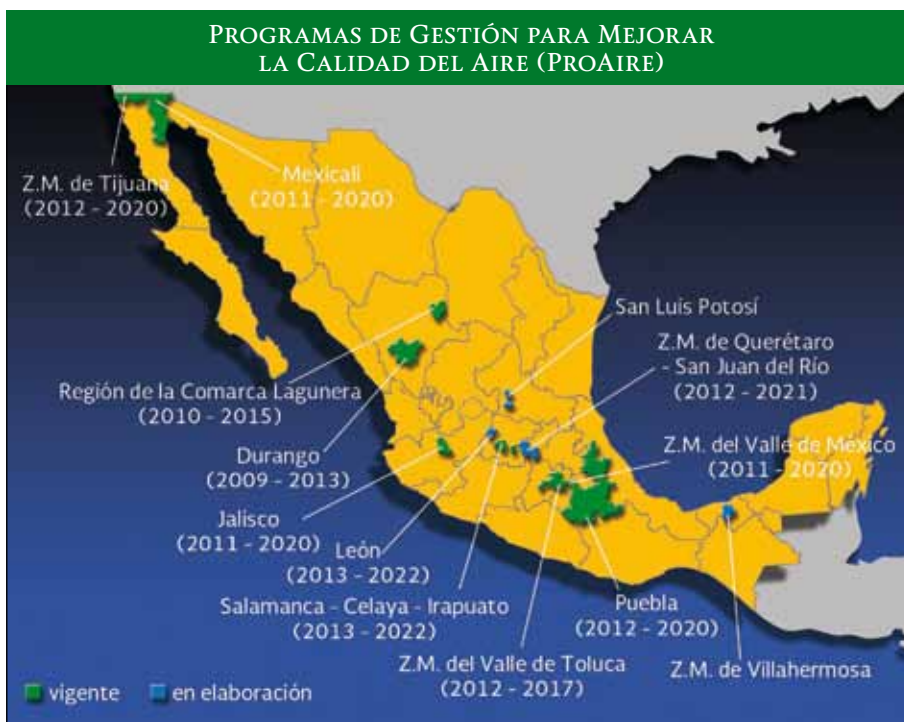 PROGRAMAS DE GESTIÓN PARA MEJORAR
LA CALIDAD DEL AIRE (PROAIRE)
Z.M. de Tijuana
(2012 - 2020)
Mexicali
(2011 - 2020)
San Luis Potosí
Z.M. de Querétaro
- San Juan del Río
(2012 - 2021)
Región de la Comarca Lagunera
(2010 - 2015)
Z.M. del Valle de México
(2011 - 2020)
Durango
(2009 - 2013)
Jalisco
(2011 - 2020)
León
(2013 - 2022)
Salamanca - Celaya - Irapuato
(2013 - 2022)
Puebla
(2012 - 2020)
Z.M. del Valle de Toluca
(2012 - 2017)
Z.M. de Villahermosa
vigente
en elaboración